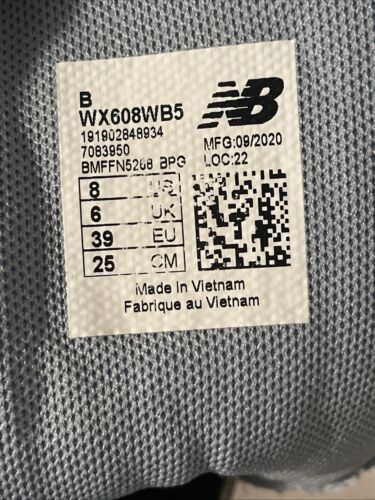 B
WX608WB5
191902848934
7083950
BMFFN5268 BPG
NB
MFG:09/2020
LOC:22
8 US
6 UK
39 EU
25 CM
Made in Vietnam
Fabrique au Vietnam